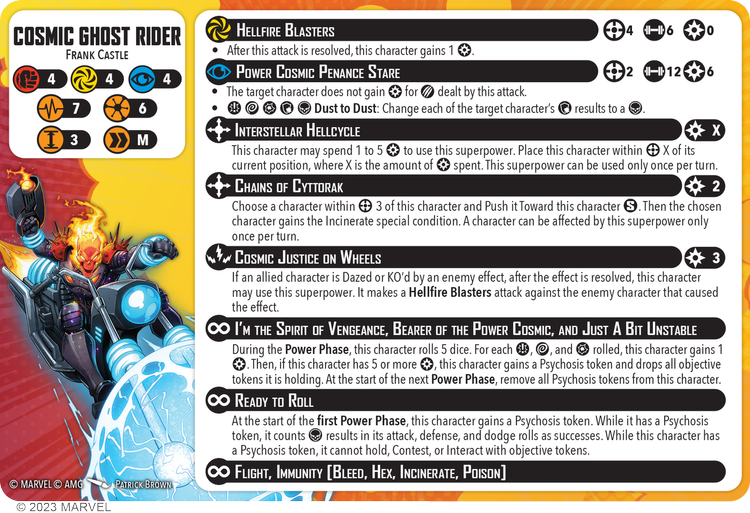 COSMIC GHOST RIDER
FRANK CASTLE
4 4 4
7 6
3 M
HELLFIRE BLASTERS 4 6 0
• After this attack is resolved, this character gains 1 .
POWER COSMIC PENANCE STARE 2 12 6
• The target character does not gain for dealt by this attack.
• Dust to Dust: Change each of the target character's results to a .
INTERSTELLAR HELLCYCLE X
This character may spend 1 to 5 to use this superpower. Place this character within X of its
current position, where X is the amount of spent. This superpower can be used only once per turn.
CHAINS OF CYTTORAK 2
Choose a character within 3 of this character and Push it Toward this character S. Then the chosen
character gains the Incinerate special condition. A character can be affected by this superpower only
once per turn.
COSMIC JUSTICE ON WHEELS 3
If an allied character is Dazed or KO'd by an enemy effect, after the effect is resolved, this character
may use this superpower. It makes a Hellfire Blasters attack against the enemy character that caused
the effect.
I'M THE SPIRIT OF VENGEANCE, BEARER OF THE POWER COSMIC, AND JUST A BIT UNSTABLE
During the Power Phase, this character rolls 5 dice. For each , , and rolled, this character gains 1
. Then, if this character has 5 or more , this character gains a Psychosis token and drops all objective
tokens it is holding. At the start of the next Power Phase, remove all Psychosis tokens from this character.
READY TO ROLL
At the start of the first Power Phase, this character gains a Psychosis token. While it has a Psychosis
token, it counts results in its attack, defense, and dodge rolls as successes. While this character has
a Psychosis token, it cannot hold, Contest, or Interact with objective tokens.
FLIGHT, IMMUNITY [BLEED, HEX, INCINERATE, POISON]
© MARVEL © AMG PATRICK BROWN
© 2023 MARVEL